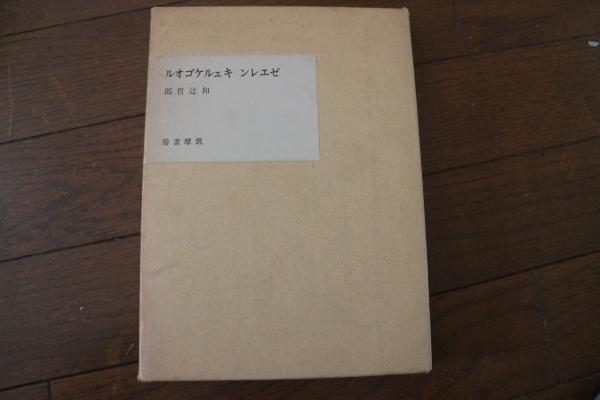 ゼエレン キェルケゴオル
和辻哲郎
筑摩書房